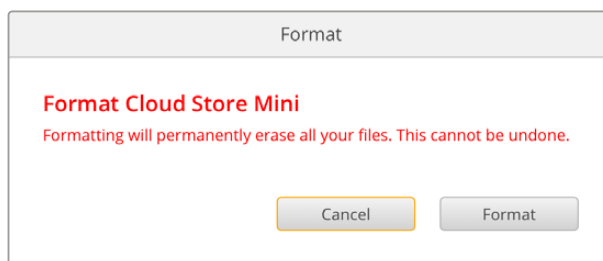 Format
Format Cloud Store Mini
Formatting will permanently erase all your files. This cannot be undone.
Cancel
Format